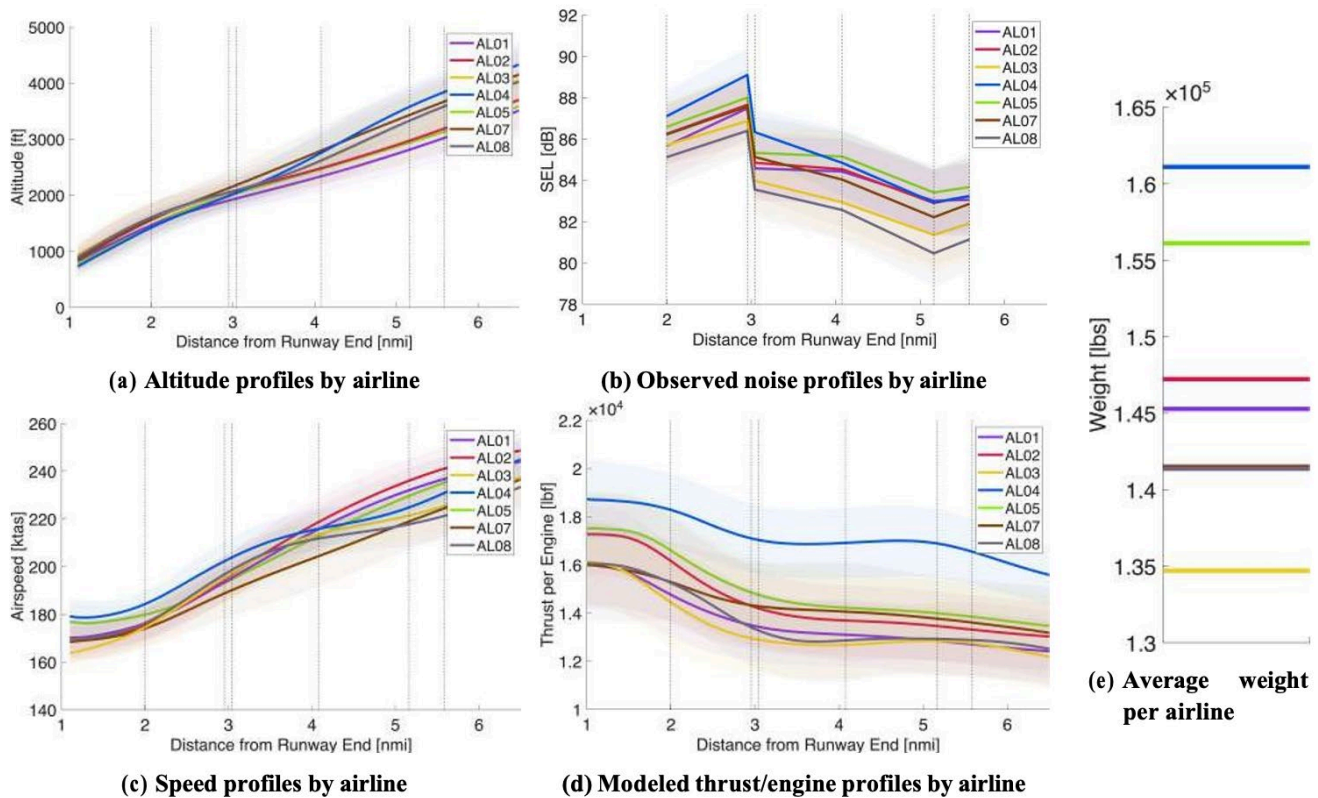 5000
4000
3000
2000
1000
0
Altitude [ft]
1 2 3 4 5 6
Distance from Runway End [nmi]
AL01
AL02
AL03
AL04
AL05
AL07
AL08
(a) Altitude profiles by airline
92
90
88
86
84
82
80
78
SEL [dB]
1 2 3 4 5 6
Distance from Runway End [nmi]
AL01
AL02
AL03
AL04
AL05
AL07
AL08
(b) Observed noise profiles by airline
260
240
220
200
180
160
140
Airspeed [ktas]
1 2 3 4 5 6
Distance from Runway End [nmi]
AL01
AL02
AL03
AL04
AL05
AL07
AL08
(c) Speed profiles by airline
2.2
×10⁴
2
1.8
1.6
1.4
1.2
1
Thrust per Engine [lbf]
1 2 3 4 5 6
Distance from Runway End [nmi]
AL01
AL02
AL03
AL04
AL05
AL07
AL08
(d) Modeled thrust/engine profiles by airline
×10⁵
1.65
1.6
1.55
1.5
1.45
1.4
1.35
1.3
Weight [lbs]
(e) Average weight
per airline